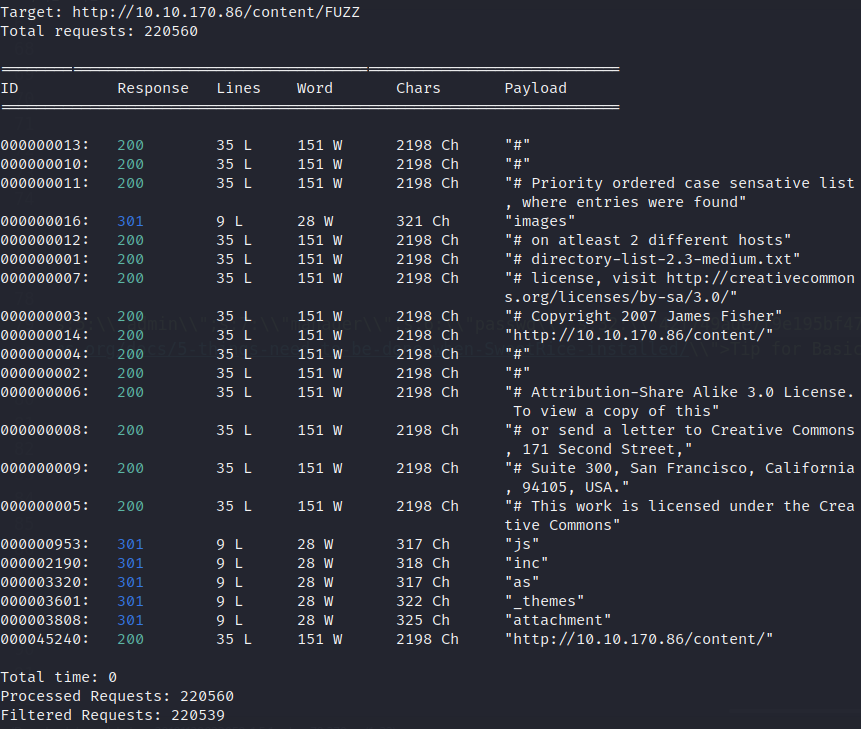 Target: http://10.10.170.86/content/FUZZ
Total requests: 220560
ID Response Lines Word Chars Payload
000000013: 200 35 L 151 W 2198 Ch "#"
000000010: 200 35 L 151 W 2198 Ch "#"
000000011: 200 35 L 151 W 2198 Ch "# Priority ordered case sensative list
, where entries were found"
000000016: 301 9 L 28 W 321 Ch "images"
000000012: 200 35 L 151 W 2198 Ch "# on atleast 2 different hosts"
000000001: 200 35 L 151 W 2198 Ch "# directory-list-2.3-medium.txt"
000000007: 200 35 L 151 W 2198 Ch "# license, visit http://creativecommon
s.org/licenses/by-sa/3.0/"
000000003: 200 35 L 151 W 2198 Ch "# Copyright 2007 James Fisher"
000000014: 200 35 L 151 W 2198 Ch "http://10.10.170.86/content/"
000000004: 200 35 L 151 W 2198 Ch "#"
000000002: 200 35 L 151 W 2198 Ch "#"
000000006: 200 35 L 151 W 2198 Ch "# Attribution-Share Alike 3.0 License.
To view a copy of this"
000000008: 200 35 L 151 W 2198 Ch "# or send a letter to Creative Commons
, 171 Second Street,"
000000009: 200 35 L 151 W 2198 Ch "# Suite 300, San Francisco, California
, 94105, USA."
000000005: 200 35 L 151 W 2198 Ch "# This work is licensed under the Crea
tive Commons"
000000953: 301 9 L 28 W 317 Ch "js"
000002190: 301 9 L 28 W 318 Ch "inc"
000003320: 301 9 L 28 W 317 Ch "as"
000003601: 301 9 L 28 W 322 Ch "_themes"
000003808: 301 9 L 28 W 325 Ch "attachment"
000045240: 200 35 L 151 W 2198 Ch "http://10.10.170.86/content/"
Total time: 0
Processed Requests: 220560
Filtered Requests: 220539